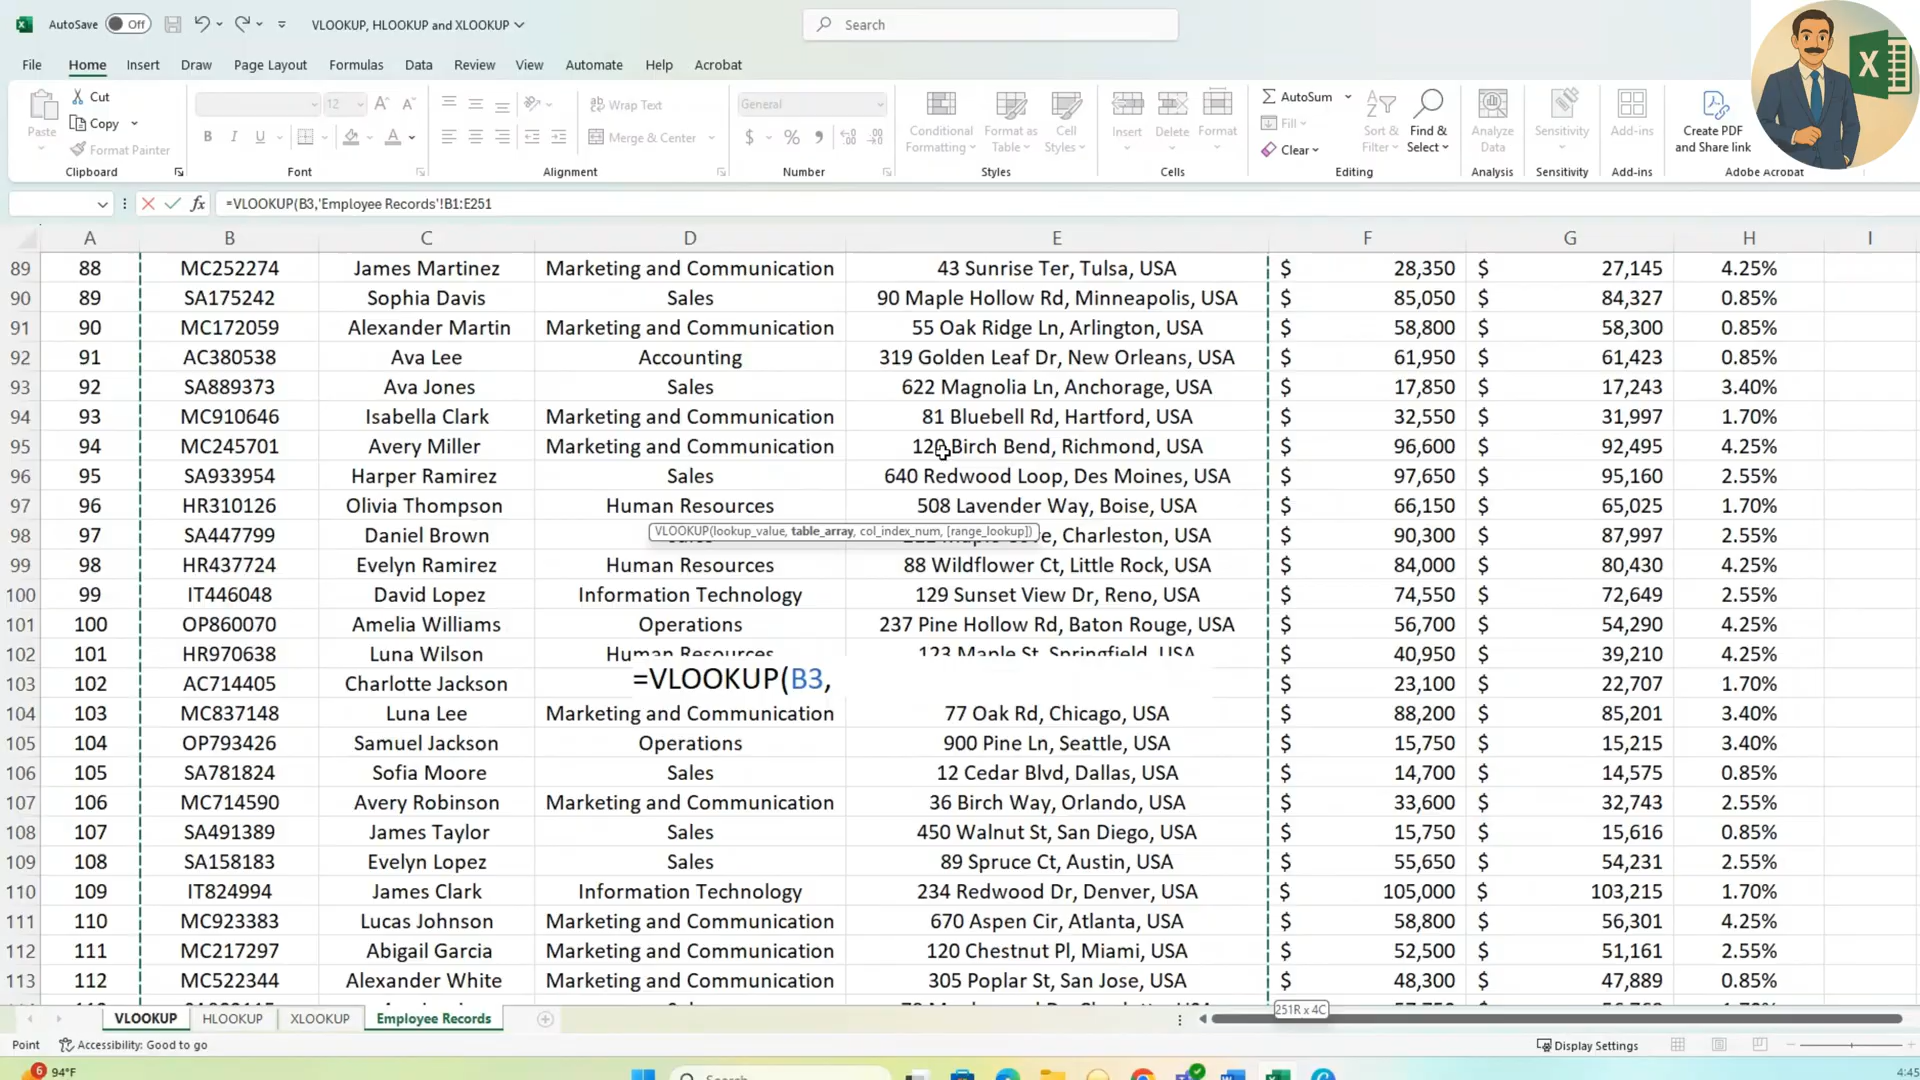 AutoSave Off VLOOKUP, HLOOKUP and XLOOKUP Search
File Home Insert Draw Page Layout Formulas Data Review View Automate Help Acrobat
Paste Cut Copy Format Painter
12 Wrap Text Merge & Center General
Conditional Formatting Format as Table Cell Styles Insert Delete Format
AutoSum Fill Clear Sort & Filter Find & Select Analyze Data Sensitivity Add-ins Create PDF and Share link
Clipboard Font Alignment Number Styles Cells Editing Analysis Sensitivity Add-ins Adobe Acrobat
fx =VLOOKUP(B3,'Employee Records'!B1:E251
A B C D E F G H I
89 88 MC252274 James Martinez Marketing and Communication 43 Sunrise Ter, Tulsa, USA $ 28,350 $ 27,145 4.25%
90 89 SA175242 Sophia Davis Sales 90 Maple Hollow Rd, Minneapolis, USA $ 85,050 $ 84,327 0.85%
91 90 MC172059 Alexander Martin Marketing and Communication 55 Oak Ridge Ln, Arlington, USA $ 58,800 $ 58,300 0.85%
92 91 AC380538 Ava Lee Accounting 319 Golden Leaf Dr, New Orleans, USA $ 61,950 $ 61,423 0.85%
93 92 SA889373 Ava Jones Sales 622 Magnolia Ln, Anchorage, USA $ 17,850 $ 17,243 3.40%
94 93 MC910646 Isabella Clark Marketing and Communication 81 Bluebell Rd, Hartford, USA $ 32,550 $ 31,997 1.70%
95 94 MC245701 Avery Miller Marketing and Communication Birch Bend, Richmond, USA $ 96,600 $ 92,495 4.25%
96 95 SA933954 Harper Ramirez Sales 640 Redwood Loop, Des Moines, USA $ 97,650 $ 95,160 2.55%
97 96 HR310126 Olivia Thompson Human Resources 508 Lavender Way, Boise, USA $ 66,150 $ 65,025 1.70%
VLOOKUP(lookup_value, table_array, col_index_num, [range_lookup])
98 97 SA447799 Daniel Brown Charleston, USA $ 90,300 $ 87,997 2.55%
99 98 HR437724 Evelyn Ramirez Human Resources 88 Wildflower Ct, Little Rock, USA $ 84,000 $ 80,430 4.25%
100 99 IT446048 David Lopez Information Technology 129 Sunset View Dr, Reno, USA $ 74,550 $ 72,649 2.55%
101 100 OP860070 Amelia Williams Operations 237 Pine Hollow Rd, Baton Rouge, USA $ 56,700 $ 54,290 4.25%
102 101 HR970638 Luna Wilson Human Resources 123 Maple St, Springfield, USA $ 40,950 $ 39,210 4.25%
103 102 AC714405 Charlotte Jackson =VLOOKUP(B3, $ 23,100 $ 22,707 1.70%
104 103 MC837148 Luna Lee Marketing and Communication 77 Oak Rd, Chicago, USA $ 88,200 $ 85,201 3.40%
105 104 OP793426 Samuel Jackson Operations 900 Pine Ln, Seattle, USA $ 15,750 $ 15,215 3.40%
106 105 SA781824 Sofia Moore Sales 12 Cedar Blvd, Dallas, USA $ 14,700 $ 14,575 0.85%
107 106 MC714590 Avery Robinson Marketing and Communication 36 Birch Way, Orlando, USA $ 33,600 $ 32,743 2.55%
108 107 SA491389 James Taylor Sales 450 Walnut St, San Diego, USA $ 15,750 $ 15,616 0.85%
109 108 SA158183 Evelyn Lopez Sales 89 Spruce Ct, Austin, USA $ 55,650 $ 54,231 2.55%
110 109 IT824994 James Clark Information Technology 234 Redwood Dr, Denver, USA $ 105,000 $ 103,215 1.70%
111 110 MC923383 Lucas Johnson Marketing and Communication 670 Aspen Cir, Atlanta, USA $ 58,800 $ 56,301 4.25%
112 111 MC217297 Abigail Garcia Marketing and Communication 120 Chestnut Pl, Miami, USA $ 52,500 $ 51,161 2.55%
113 112 MC522344 Alexander White Marketing and Communication 305 Poplar St, San Jose, USA $ 48,300 $ 47,889 0.85%
251R x 4C
VLOOKUP HLOOKUP XLOOKUP Employee Records
Point Accessibility: Good to go Display Settings
6 94°F Search 4:45